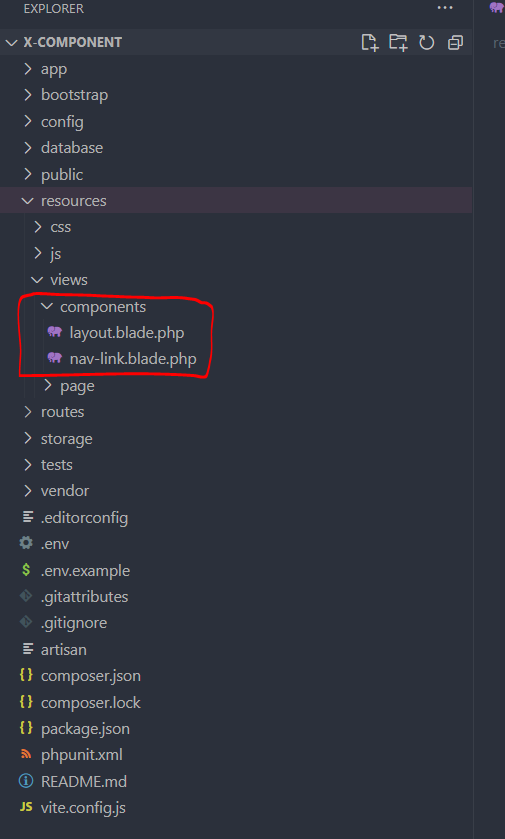 EXPLORER
X-COMPONENT
app
bootstrap
config
database
public
resources
css
js
views
components
layout.blade.php
nav-link.blade.php
page
routes
storage
tests
vendor
.editorconfig
.env
$ .env.example
.gitattributes
.gitignore
artisan
{ } composer.json
{ } composer.lock
{ } package.json
phpunit.xml
README.md
JS vite.config.js
re